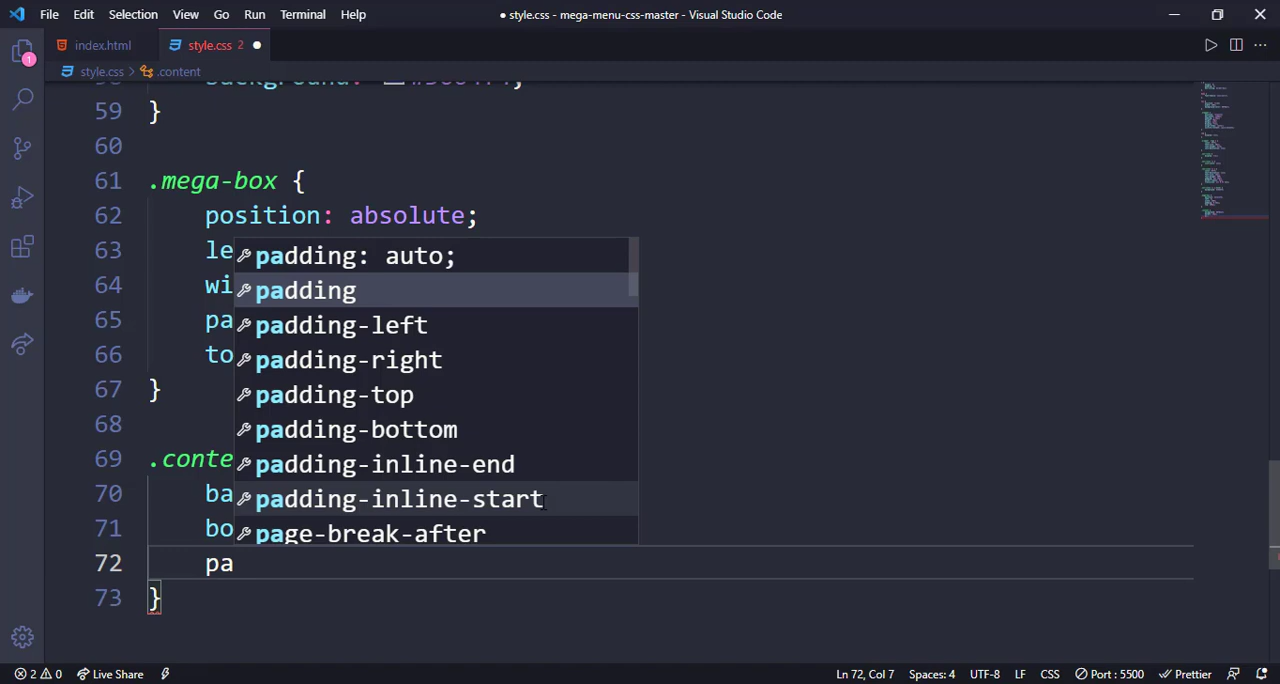 File Edit Selection View Go Run Terminal Help
● style.css - mega-menu-css-master - Visual Studio Code
1
index.html
style.css 2 ●
style.css > .content
59 }
60
61 .mega-box {
62 position: absolute;
63 le
64 wi
65 pa
66 to
67 }
68
69 .conte
70 ba
71 bo
72 pa
73 }
padding: auto;
padding
padding-left
padding-right
padding-top
padding-bottom
padding-inline-end
padding-inline-start
page-break-after
2 0 Live Share
Ln 72, Col 7 Spaces: 4 UTF-8 LF CSS Port : 5500 Prettier